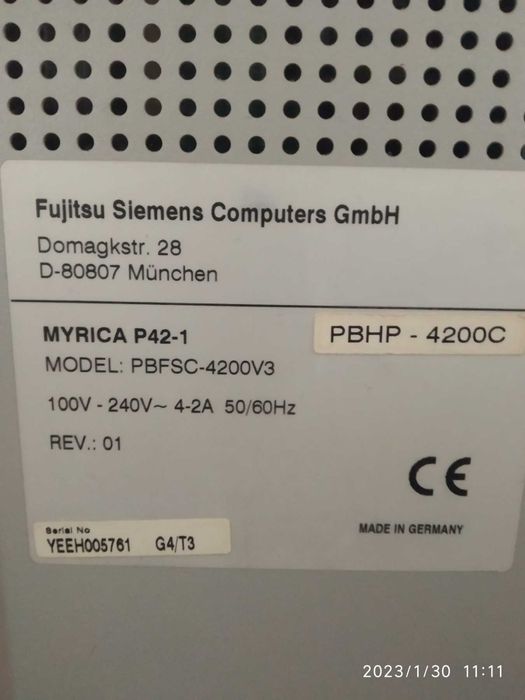 Fujitsu Siemens Computers GmbH
Domagkstr. 28
D-80807 München
MYRICA P42-1
PBHP - 4200C
MODEL: PBFSC-4200V3
100V - 240V~ 4-2A 50/60Hz
REV.: 01
CE
Serial No
YEEH005761 G4/T3
MADE IN GERMANY
2023/1/30 11:11